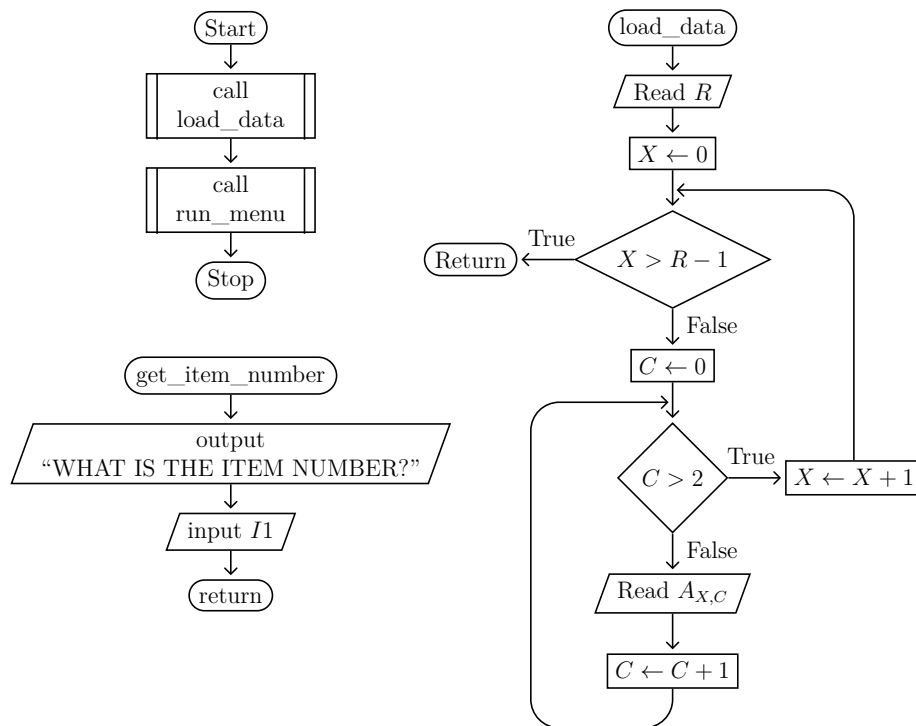 Start
call
load_data
call
run_menu
Stop
get_item_number
output
“WHAT IS THE ITEM NUMBER?”
input I1
return
load_data
Read R
X ← 0
X > R − 1
True
Return
False
C ← 0
C > 2
True
X ← X + 1
False
Read A_{X,C}
C ← C + 1